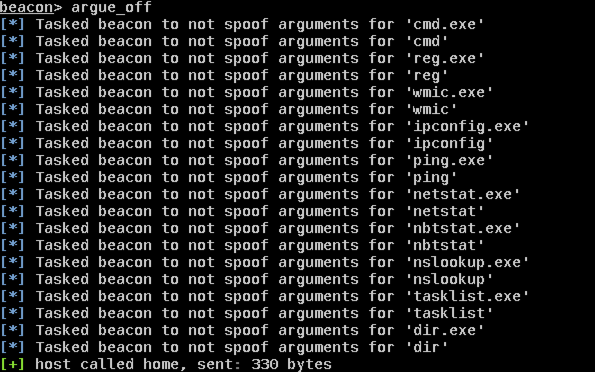 beacon> argue_off
[*] Tasked beacon to not spoof arguments for 'cmd.exe'
[*] Tasked beacon to not spoof arguments for 'cmd'
[*] Tasked beacon to not spoof arguments for 'reg.exe'
[*] Tasked beacon to not spoof arguments for 'reg'
[*] Tasked beacon to not spoof arguments for 'wmic.exe'
[*] Tasked beacon to not spoof arguments for 'wmic'
[*] Tasked beacon to not spoof arguments for 'ipconfig.exe'
[*] Tasked beacon to not spoof arguments for 'ipconfig'
[*] Tasked beacon to not spoof arguments for 'ping.exe'
[*] Tasked beacon to not spoof arguments for 'ping'
[*] Tasked beacon to not spoof arguments for 'netstat.exe'
[*] Tasked beacon to not spoof arguments for 'netstat'
[*] Tasked beacon to not spoof arguments for 'nbtstat.exe'
[*] Tasked beacon to not spoof arguments for 'nbtstat'
[*] Tasked beacon to not spoof arguments for 'nslookup.exe'
[*] Tasked beacon to not spoof arguments for 'nslookup'
[*] Tasked beacon to not spoof arguments for 'tasklist.exe'
[*] Tasked beacon to not spoof arguments for 'tasklist'
[*] Tasked beacon to not spoof arguments for 'dir.exe'
[*] Tasked beacon to not spoof arguments for 'dir'
[+] host called home, sent: 330 bytes